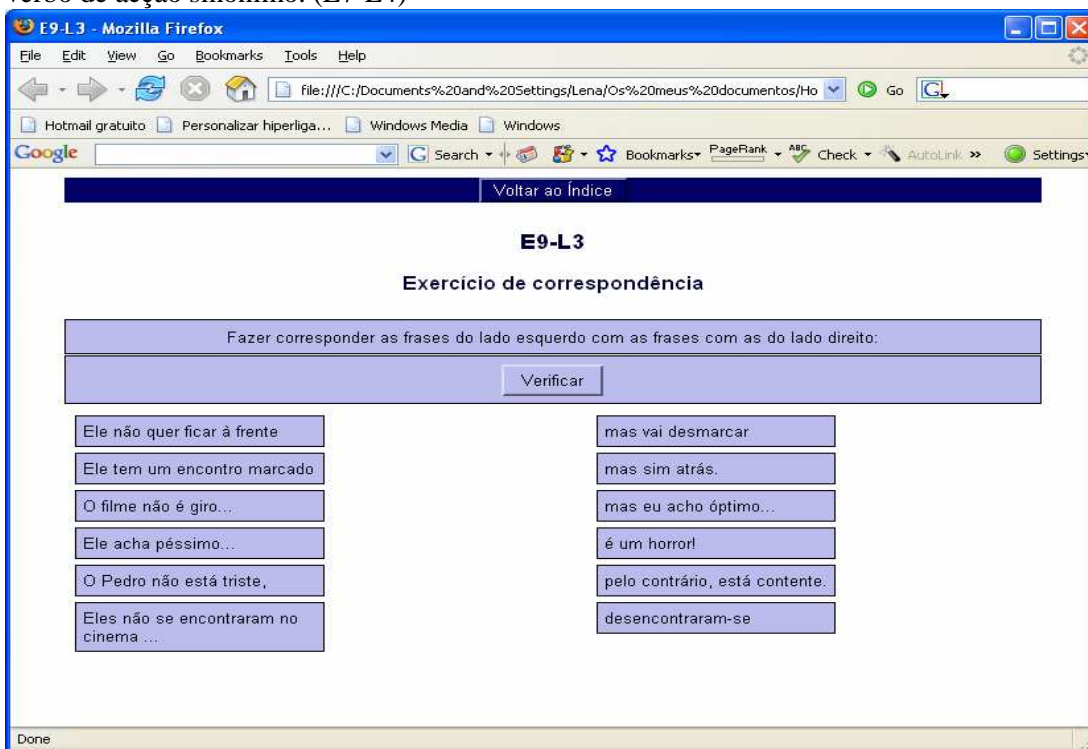 verbo de acção sinónimo. (E7-L4)
E9-L3 - Mozilla Firefox
File Edit View Go Bookmarks Tools Help
file:///C:/Documents%20and%20Settings/Lena/Os%20meus%20documentos/Ho Go G
Hotmail gratuito Personalizar hiperliga... Windows Media Windows
Google G Search Bookmarks PageRank ABC Check AutoLink » Settings
Voltar ao Índice
E9-L3
Exercício de correspondência
Fazer corresponder as frases do lado esquerdo com as frases com as do lado direito:
Verificar
Ele não quer ficar à frente mas vai desmarcar
Ele tem um encontro marcado mas sim atrás.
O filme não é giro... mas eu acho óptimo...
Ele acha péssimo... é um horror!
O Pedro não está triste, pelo contrário, está contente.
Eles não se encontraram no desencontraram-se
cinema ...
Done